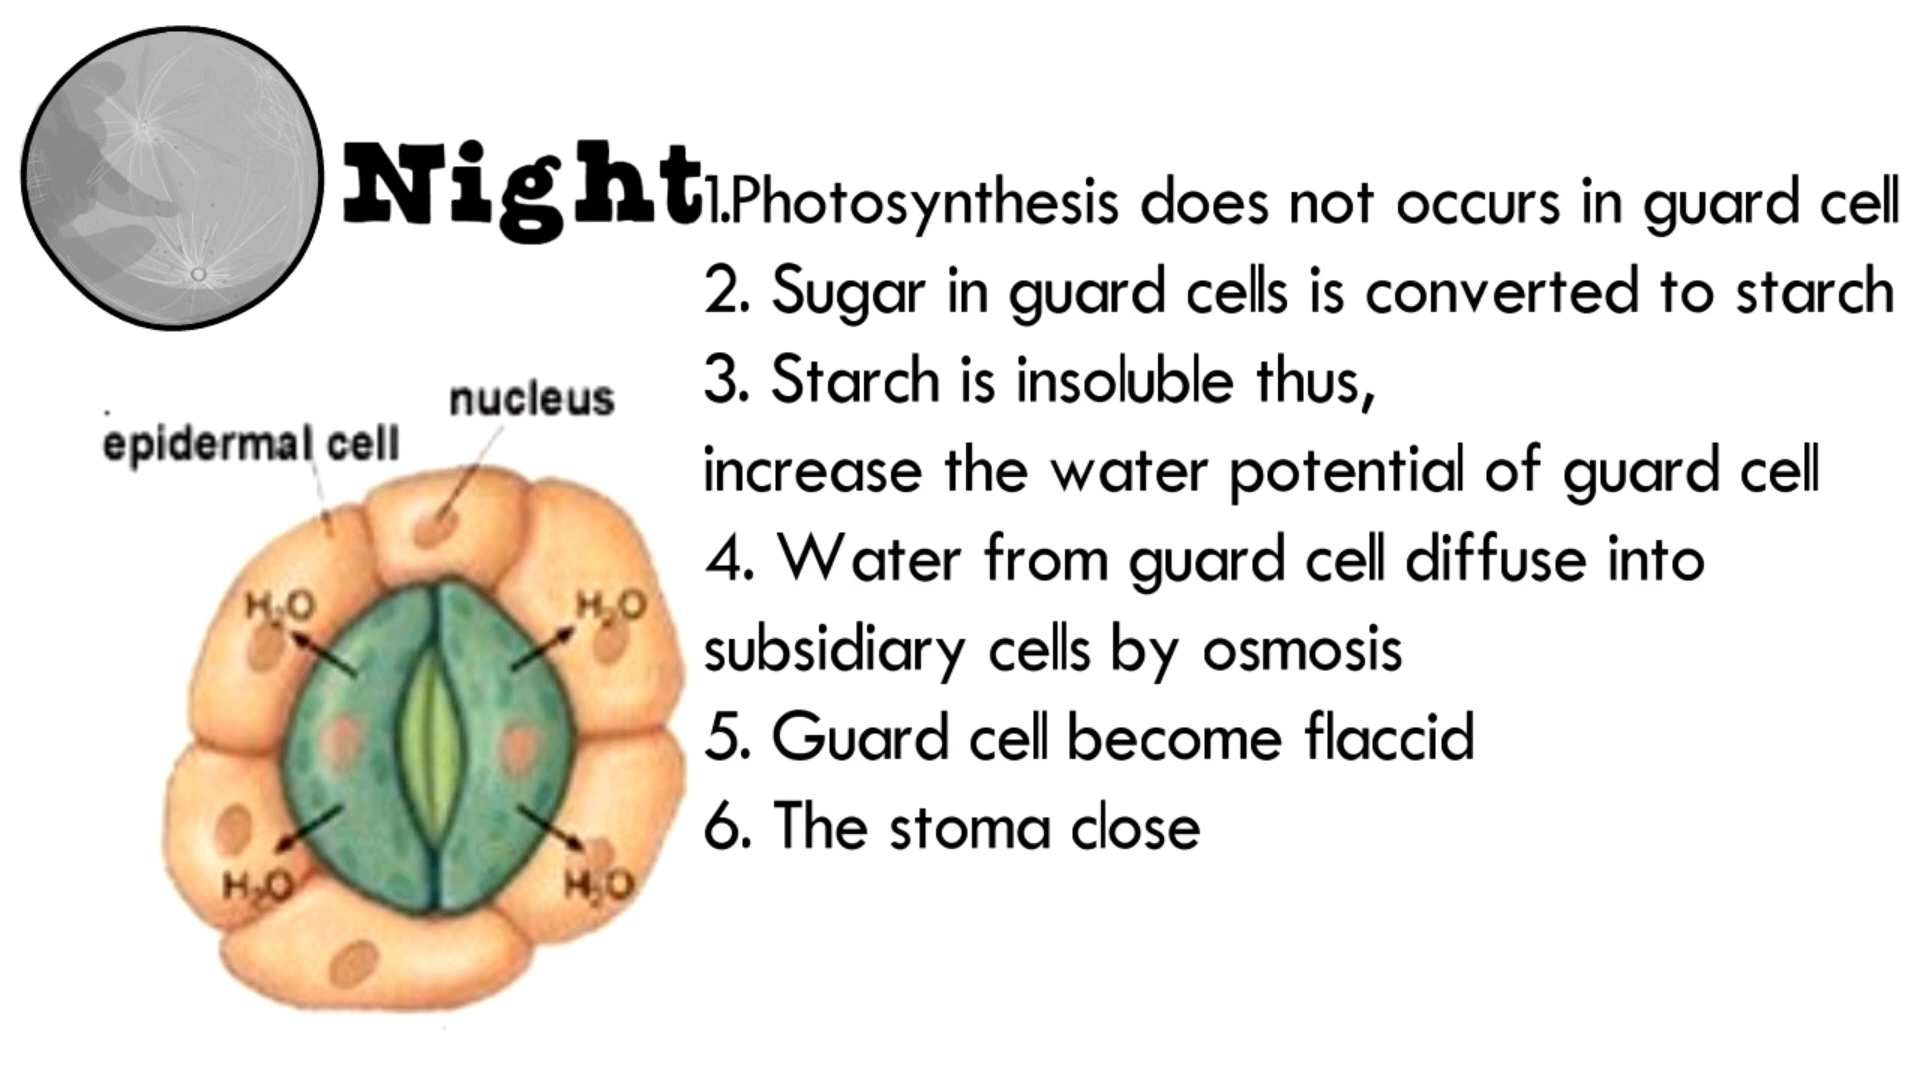 Night
1.Photosynthesis does not occurs in guard cell
2. Sugar in guard cells is converted to starch
3. Starch is insoluble thus,
increase the water potential of guard cell
4. Water from guard cell diffuse into
subsidiary cells by osmosis
5. Guard cell become flaccid
6. The stoma close
nucleus
epidermal cell
H₂O
H₂O
H₂O
H₂O